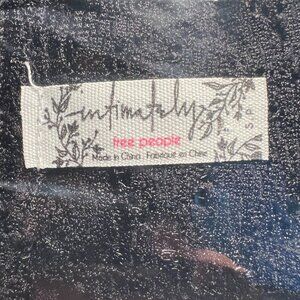 intimately
free people
Made in China. Fabriqué en Chine
S.P